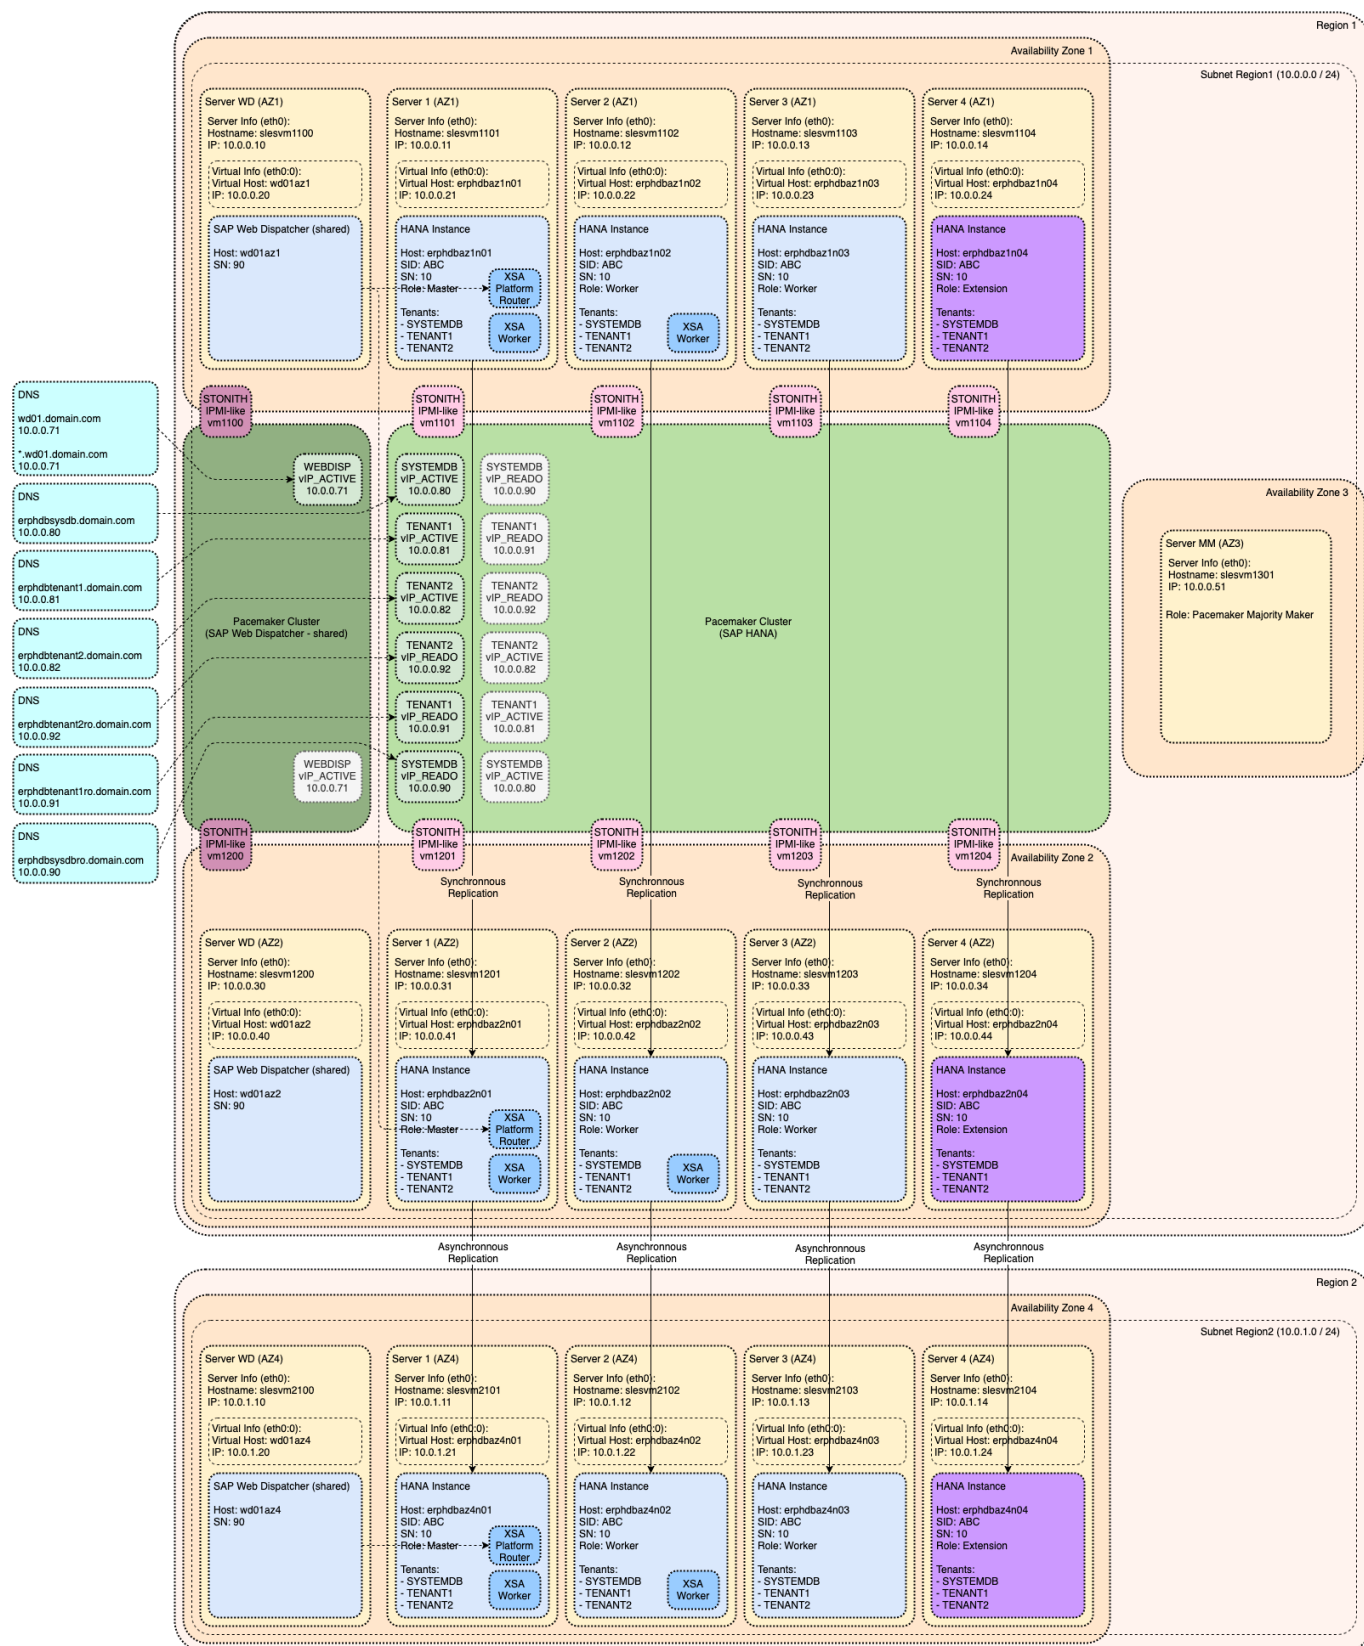 Region 1
Availability Zone 1
Subnet Region1 (10.0.0.0 / 24)
Server WD (AZ1)
Server Info (eth0):
Hostname: slesvm1100
IP: 10.0.0.10
Virtual Info (eth0:0):
Virtual Host: wd01az1
IP: 10.0.0.20
SAP Web Dispatcher (shared)
Host: wd01az1
SN: 90
Server 1 (AZ1)
Server Info (eth0):
Hostname: slesvm1101
IP: 10.0.0.11
Virtual Info (eth0:0):
Virtual Host: erphdbaz1n01
IP: 10.0.0.21
HANA Instance
Host: erphdbaz1n01
SID: ABC
SN: 10
Role: Master
Tenants:
- SYSTEMDB
- TENANT1
- TENANT2
XSA
Platform
Router
XSA
Worker
Server 2 (AZ1)
Server Info (eth0):
Hostname: slesvm1102
IP: 10.0.0.12
Virtual Info (eth0:0):
Virtual Host: erphdbaz1n02
IP: 10.0.0.22
HANA Instance
Host: erphdbaz1n02
SID: ABC
SN: 10
Role: Worker
Tenants:
- SYSTEMDB
- TENANT1
- TENANT2
XSA
Worker
Server 3 (AZ1)
Server Info (eth0):
Hostname: slesvm1103
IP: 10.0.0.13
Virtual Info (eth0:0):
Virtual Host: erphdbaz1n03
IP: 10.0.0.23
HANA Instance
Host: erphdbaz1n03
SID: ABC
SN: 10
Role: Worker
Tenants:
- SYSTEMDB
- TENANT1
- TENANT2
Server 4 (AZ1)
Server Info (eth0):
Hostname: slesvm1104
IP: 10.0.0.14
Virtual Info (eth0:0):
Virtual Host: erphdbaz1n04
IP: 10.0.0.24
HANA Instance
Host: erphdbaz1n04
SID: ABC
SN: 10
Role: Extension
Tenants:
- SYSTEMDB
- TENANT1
- TENANT2
STONITH
IPMI-like
vm1100
STONITH
IPMI-like
vm1101
STONITH
IPMI-like
vm1102
STONITH
IPMI-like
vm1103
STONITH
IPMI-like
vm1104
DNS
wd01.domain.com
10.0.0.71
*.wd01.domain.com
10.0.0.71
DNS
erphdbsysdb.domain.com
10.0.0.80
DNS
erphdbtenant1.domain.com
10.0.0.81
DNS
erphdbtenant2.domain.com
10.0.0.82
DNS
erphdbtenant2ro.domain.com
10.0.0.92
DNS
erphdbtenant1ro.domain.com
10.0.0.91
DNS
erphdbsysdbro.domain.com
10.0.0.90
WEBDISP
vIP_ACTIVE
10.0.0.71
Pacemaker Cluster
(SAP Web Dispatcher - shared)
WEBDISP
vIP_ACTIVE
10.0.0.71
SYSTEMDB
vIP_ACTIVE
10.0.0.80
SYSTEMDB
vIP_READO
10.0.0.90
TENANT1
vIP_ACTIVE
10.0.0.81
TENANT1
vIP_READO
10.0.0.91
TENANT2
vIP_ACTIVE
10.0.0.82
TENANT2
vIP_READO
10.0.0.92
TENANT2
vIP_READO
10.0.0.92
TENANT2
vIP_ACTIVE
10.0.0.82
TENANT1
vIP_READO
10.0.0.91
TENANT1
vIP_ACTIVE
10.0.0.81
SYSTEMDB
vIP_READO
10.0.0.90
SYSTEMDB
vIP_ACTIVE
10.0.0.80
Pacemaker Cluster
(SAP HANA)
Availability Zone 3
Server MM (AZ3)
Server Info (eth0):
Hostname: slesvm1301
IP: 10.0.0.51
Role: Pacemaker Majority Maker
STONITH
IPMI-like
vm1200
STONITH
IPMI-like
vm1201
STONITH
IPMI-like
vm1202
STONITH
IPMI-like
vm1203
STONITH
IPMI-like
vm1204
Availability Zone 2
Synchronnous
Replication
Synchronnous
Replication
Synchronnous
Replication
Synchronnous
Replication
Server WD (AZ2)
Server Info (eth0):
Hostname: slesvm1200
IP: 10.0.0.30
Virtual Info (eth0:0):
Virtual Host: wd01az2
IP: 10.0.0.40
SAP Web Dispatcher (shared)
Host: wd01az2
SN: 90
Server 1 (AZ2)
Server Info (eth0):
Hostname: slesvm1201
IP: 10.0.0.31
Virtual Info (eth0:0):
Virtual Host: erphdbaz2n01
IP: 10.0.0.41
HANA Instance
Host: erphdbaz2n01
SID: ABC
SN: 10
Role: Master
Tenants:
- SYSTEMDB
- TENANT1
- TENANT2
XSA
Platform
Router
XSA
Worker
Server 2 (AZ2)
Server Info (eth0):
Hostname: slesvm1202
IP: 10.0.0.32
Virtual Info (eth0:0):
Virtual Host: erphdbaz2n02
IP: 10.0.0.42
HANA Instance
Host: erphdbaz2n02
SID: ABC
SN: 10
Role: Worker
Tenants:
- SYSTEMDB
- TENANT1
- TENANT2
XSA
Worker
Server 3 (AZ2)
Server Info (eth0):
Hostname: slesvm1203
IP: 10.0.0.33
Virtual Info (eth0:0):
Virtual Host: erphdbaz2n03
IP: 10.0.0.43
HANA Instance
Host: erphdbaz2n03
SID: ABC
SN: 10
Role: Worker
Tenants:
- SYSTEMDB
- TENANT1
- TENANT2
Server 4 (AZ2)
Server Info (eth0):
Hostname: slesvm1204
IP: 10.0.0.34
Virtual Info (eth0:0):
Virtual Host: erphdbaz2n04
IP: 10.0.0.44
HANA Instance
Host: erphdbaz2n04
SID: ABC
SN: 10
Role: Extension
Tenants:
- SYSTEMDB
- TENANT1
- TENANT2
Asynchronnous
Replication
Asynchronnous
Replication
Asynchronnous
Replication
Asynchronnous
Replication
Region 2
Availability Zone 4
Subnet Region2 (10.0.1.0 / 24)
Server WD (AZ4)
Server Info (eth0):
Hostname: slesvm2100
IP: 10.0.1.10
Virtual Info (eth0:0):
Virtual Host: wd01az4
IP: 10.0.1.20
SAP Web Dispatcher (shared)
Host: wd01az4
SN: 90
Server 1 (AZ4)
Server Info (eth0):
Hostname: slesvm2101
IP: 10.0.1.11
Virtual Info (eth0:0):
Virtual Host: erphdbaz4n01
IP: 10.0.1.21
HANA Instance
Host: erphdbaz4n01
SID: ABC
SN: 10
Role: Master
Tenants:
- SYSTEMDB
- TENANT1
- TENANT2
XSA
Platform
Router
XSA
Worker
Server 2 (AZ4)
Server Info (eth0):
Hostname: slesvm2102
IP: 10.0.1.12
Virtual Info (eth0:0):
Virtual Host: erphdbaz4n02
IP: 10.0.1.22
HANA Instance
Host: erphdbaz4n02
SID: ABC
SN: 10
Role: Worker
Tenants:
- SYSTEMDB
- TENANT1
- TENANT2
XSA
Worker
Server 3 (AZ4)
Server Info (eth0):
Hostname: slesvm2103
IP: 10.0.1.13
Virtual Info (eth0:0):
Virtual Host: erphdbaz4n03
IP: 10.0.1.23
HANA Instance
Host: erphdbaz4n03
SID: ABC
SN: 10
Role: Worker
Tenants:
- SYSTEMDB
- TENANT1
- TENANT2
Server 4 (AZ4)
Server Info (eth0):
Hostname: slesvm2104
IP: 10.0.1.14
Virtual Info (eth0:0):
Virtual Host: erphdbaz4n04
IP: 10.0.1.24
HANA Instance
Host: erphdbaz4n04
SID: ABC
SN: 10
Role: Extension
Tenants:
- SYSTEMDB
- TENANT1
- TENANT2